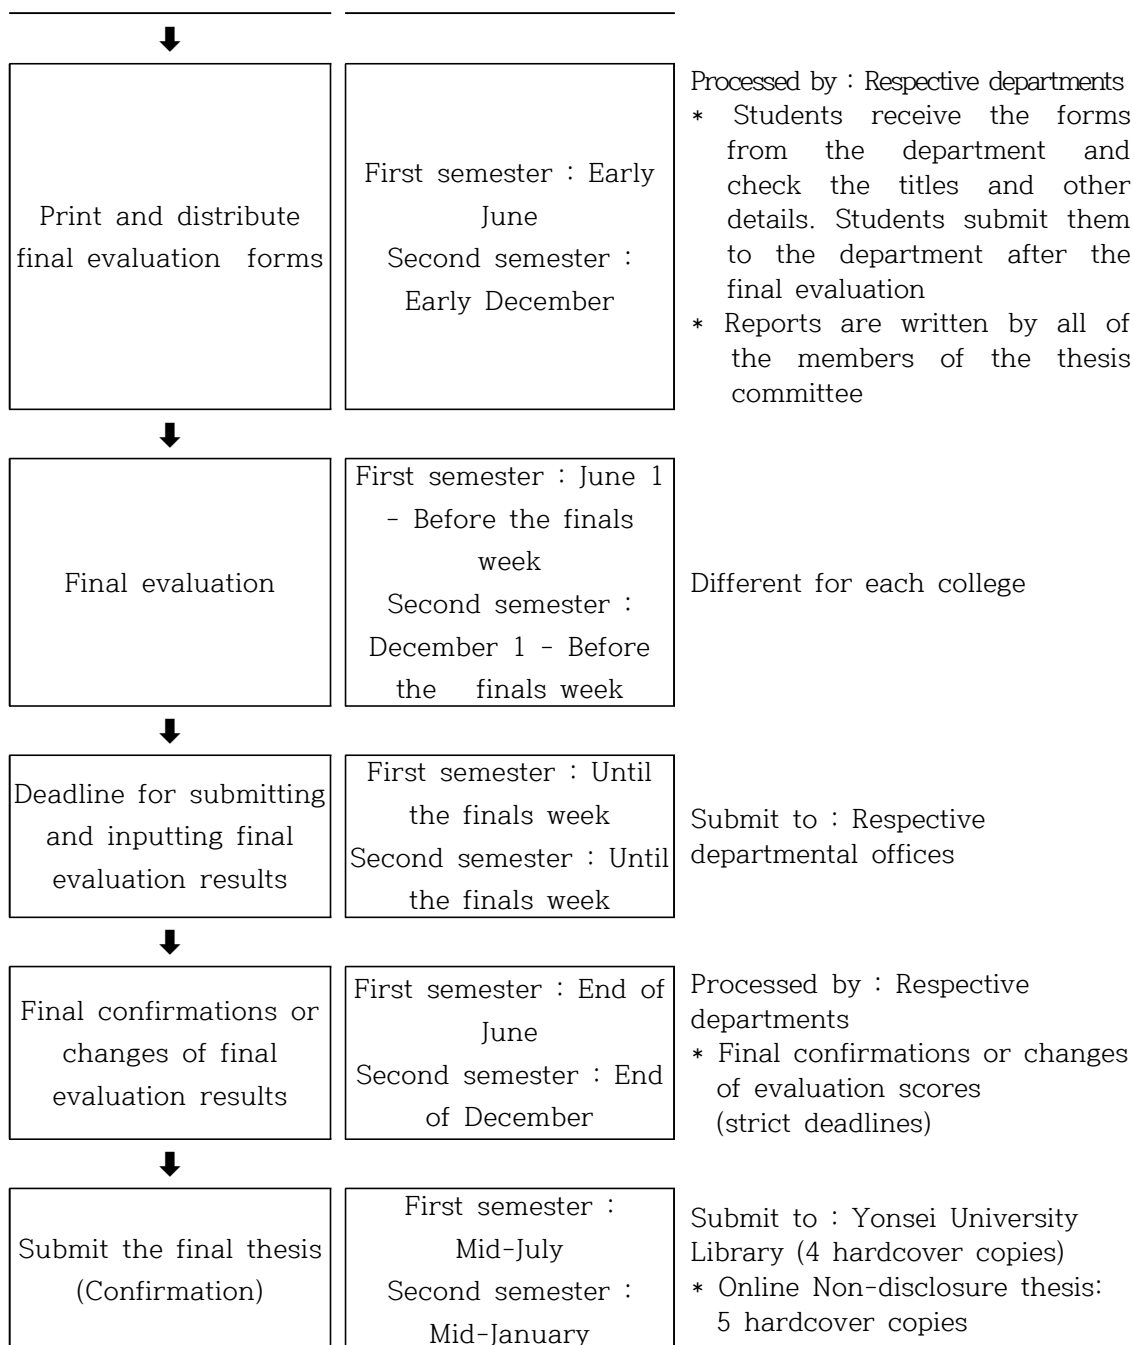 Print and distribute
final evaluation forms
First semester : Early
June
Second semester :
Early December
Processed by : Respective departments
* Students receive the forms
from the department and
check the titles and other
details. Students submit them
to the department after the
final evaluation
* Reports are written by all of
the members of the thesis
committee
Final evaluation
First semester : June 1
- Before the finals
week
Second semester :
December 1 - Before
the finals week
Different for each college
Deadline for submitting
and inputting final
evaluation results
First semester : Until
the finals week
Second semester : Until
the finals week
Submit to : Respective
departmental offices
Final confirmations or
changes of final
evaluation results
First semester : End of
June
Second semester : End
of December
Processed by : Respective
departments
* Final confirmations or changes
of evaluation scores
(strict deadlines)
Submit the final thesis
(Confirmation)
First semester :
Mid-July
Second semester :
Mid-January
Submit to : Yonsei University
Library (4 hardcover copies)
* Online Non-disclosure thesis:
5 hardcover copies